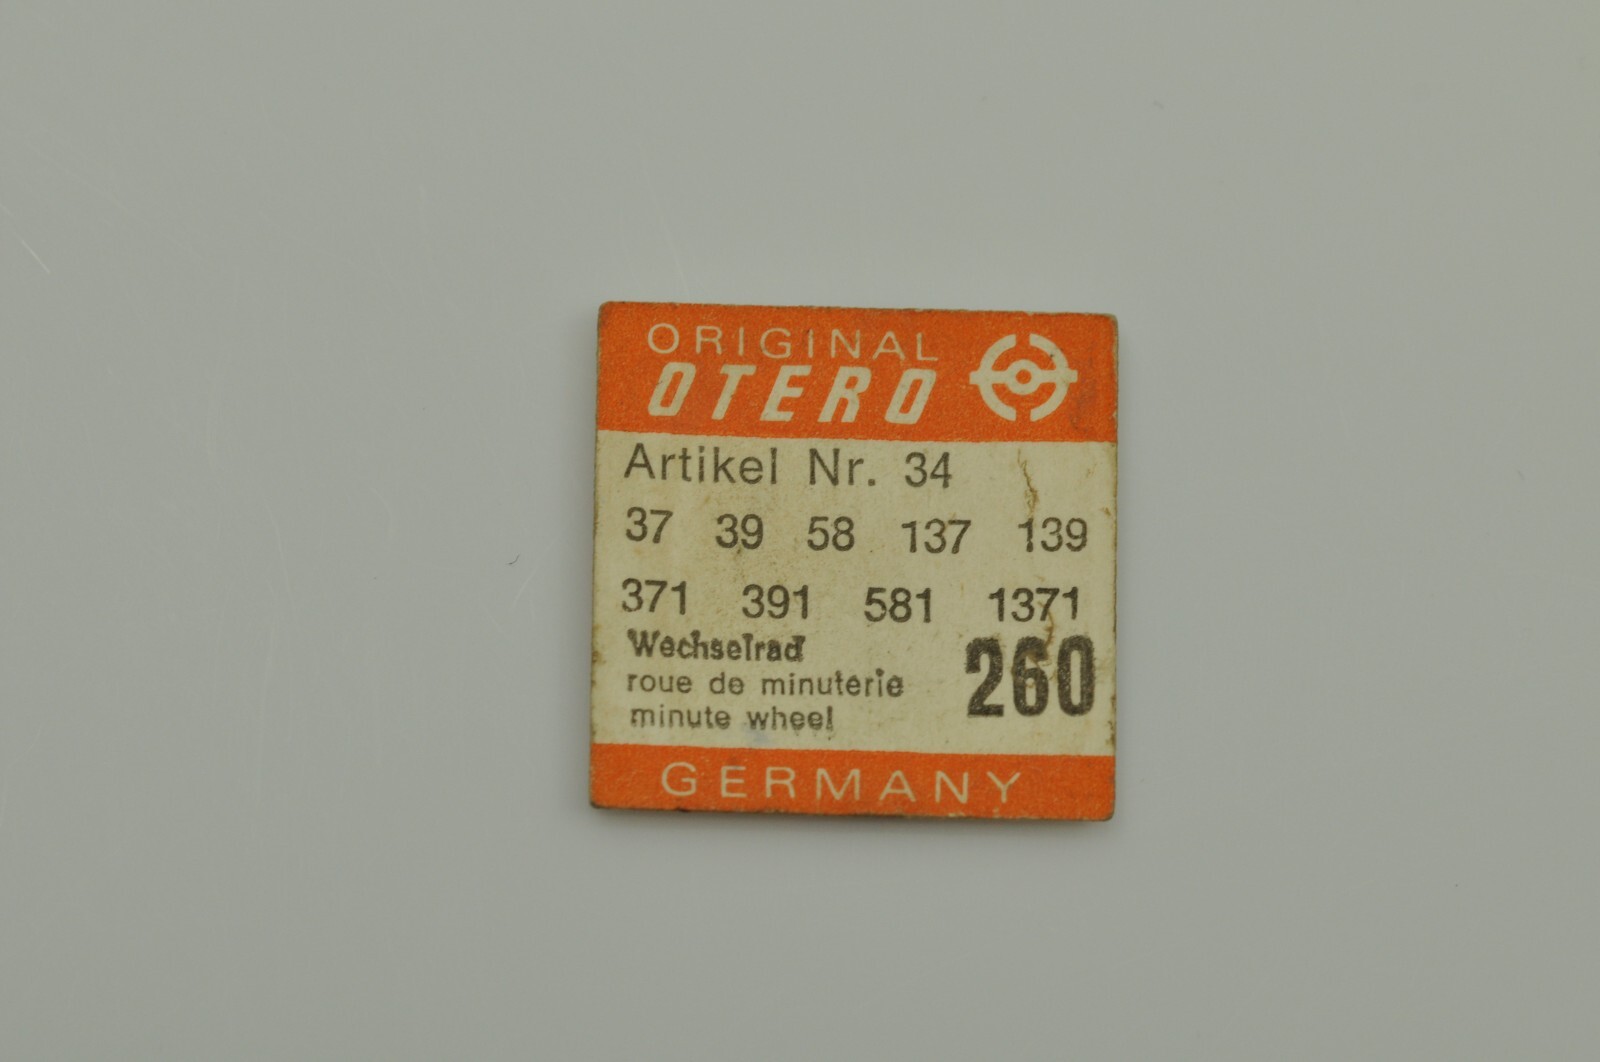 ORIGINAL
OTERO
Artikel Nr. 34
37 39 58 137 139
371 391 581 1371
Wechselrad
roue de minuterie
minute wheel
260
GERMANY